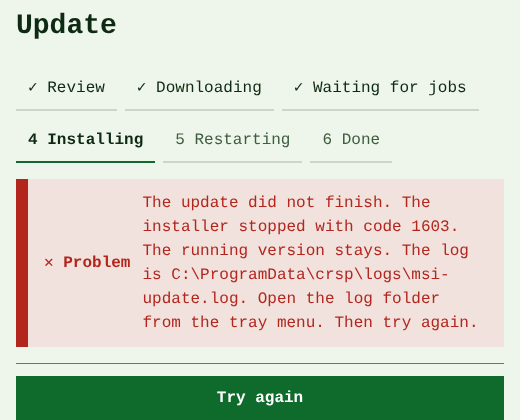 Update
✓ Review ✓ Downloading ✓ Waiting for jobs
4 Installing 5 Restarting 6 Done
The update did not finish. The
installer stopped with code 1603.
The running version stays. The log
× Problem
is C:\ProgramData\crsp\logs\msi-
update.log. Open the log folder
from the tray menu. Then try again.
Try again